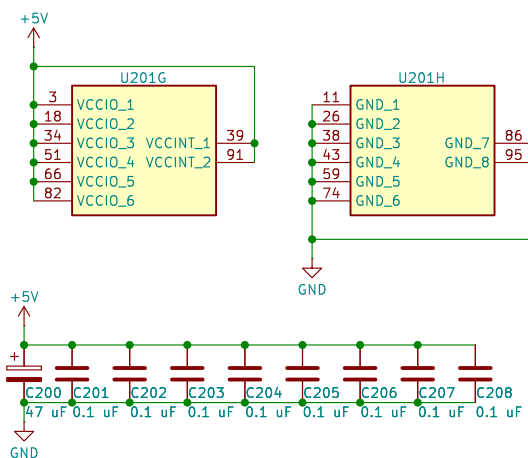 +5V
U201G
U201H
3 VCCIO_1
18 VCCIO_2
34 VCCIO_3
51 VCCIO_4
66 VCCIO_5
82 VCCIO_6
VCCINT_1 39
VCCINT_2 91
11 GND_1
26 GND_2
38 GND_3
43 GND_4
59 GND_5
74 GND_6
GND_7 86
GND_8 95
GND
+5V
+
C200 C201 C202 C203 C204 C205 C206 C207 C208
47 uF 0.1 uF 0.1 uF 0.1 uF 0.1 uF 0.1 uF 0.1 uF 0.1 uF 0.1 uF
GND